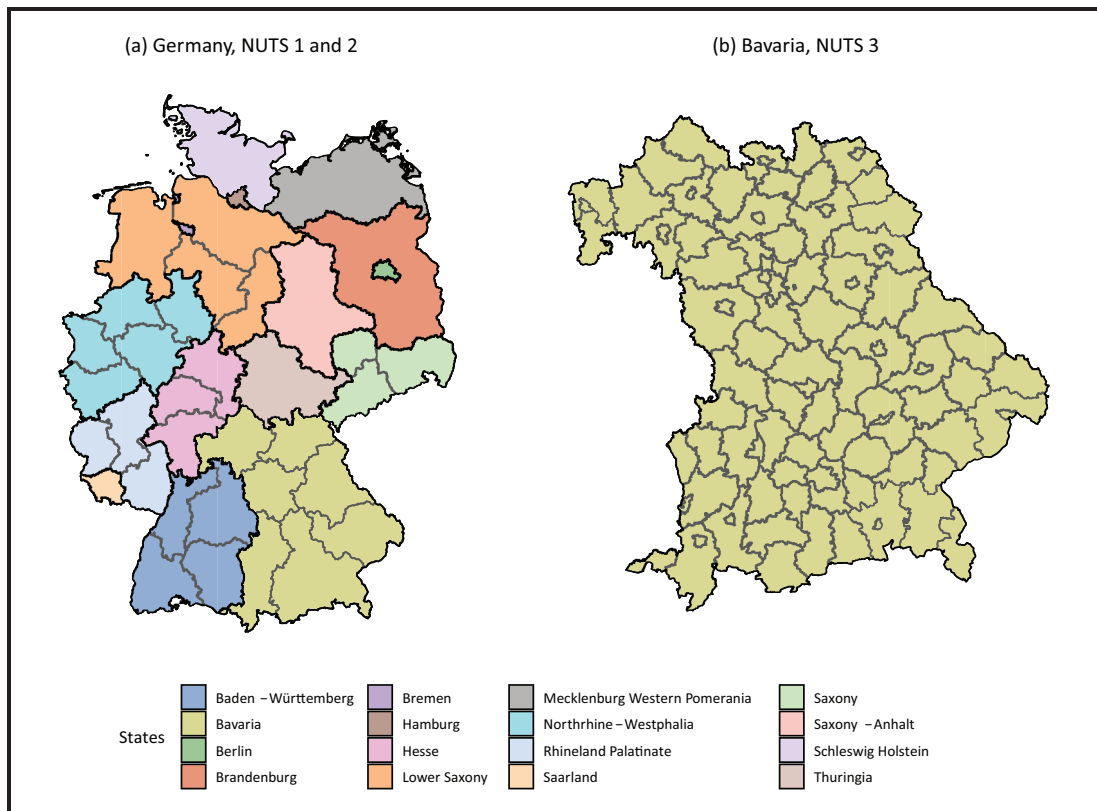 (a) Germany, NUTS 1 and 2
(b) Bavaria, NUTS 3
States
Baden –Württemberg
Bavaria
Berlin
Brandenburg
Bremen
Hamburg
Hesse
Lower Saxony
Mecklenburg Western Pomerania
Northrhine–Westphalia
Rhineland Palatinate
Saarland
Saxony
Saxony –Anhalt
Schleswig Holstein
Thuringia